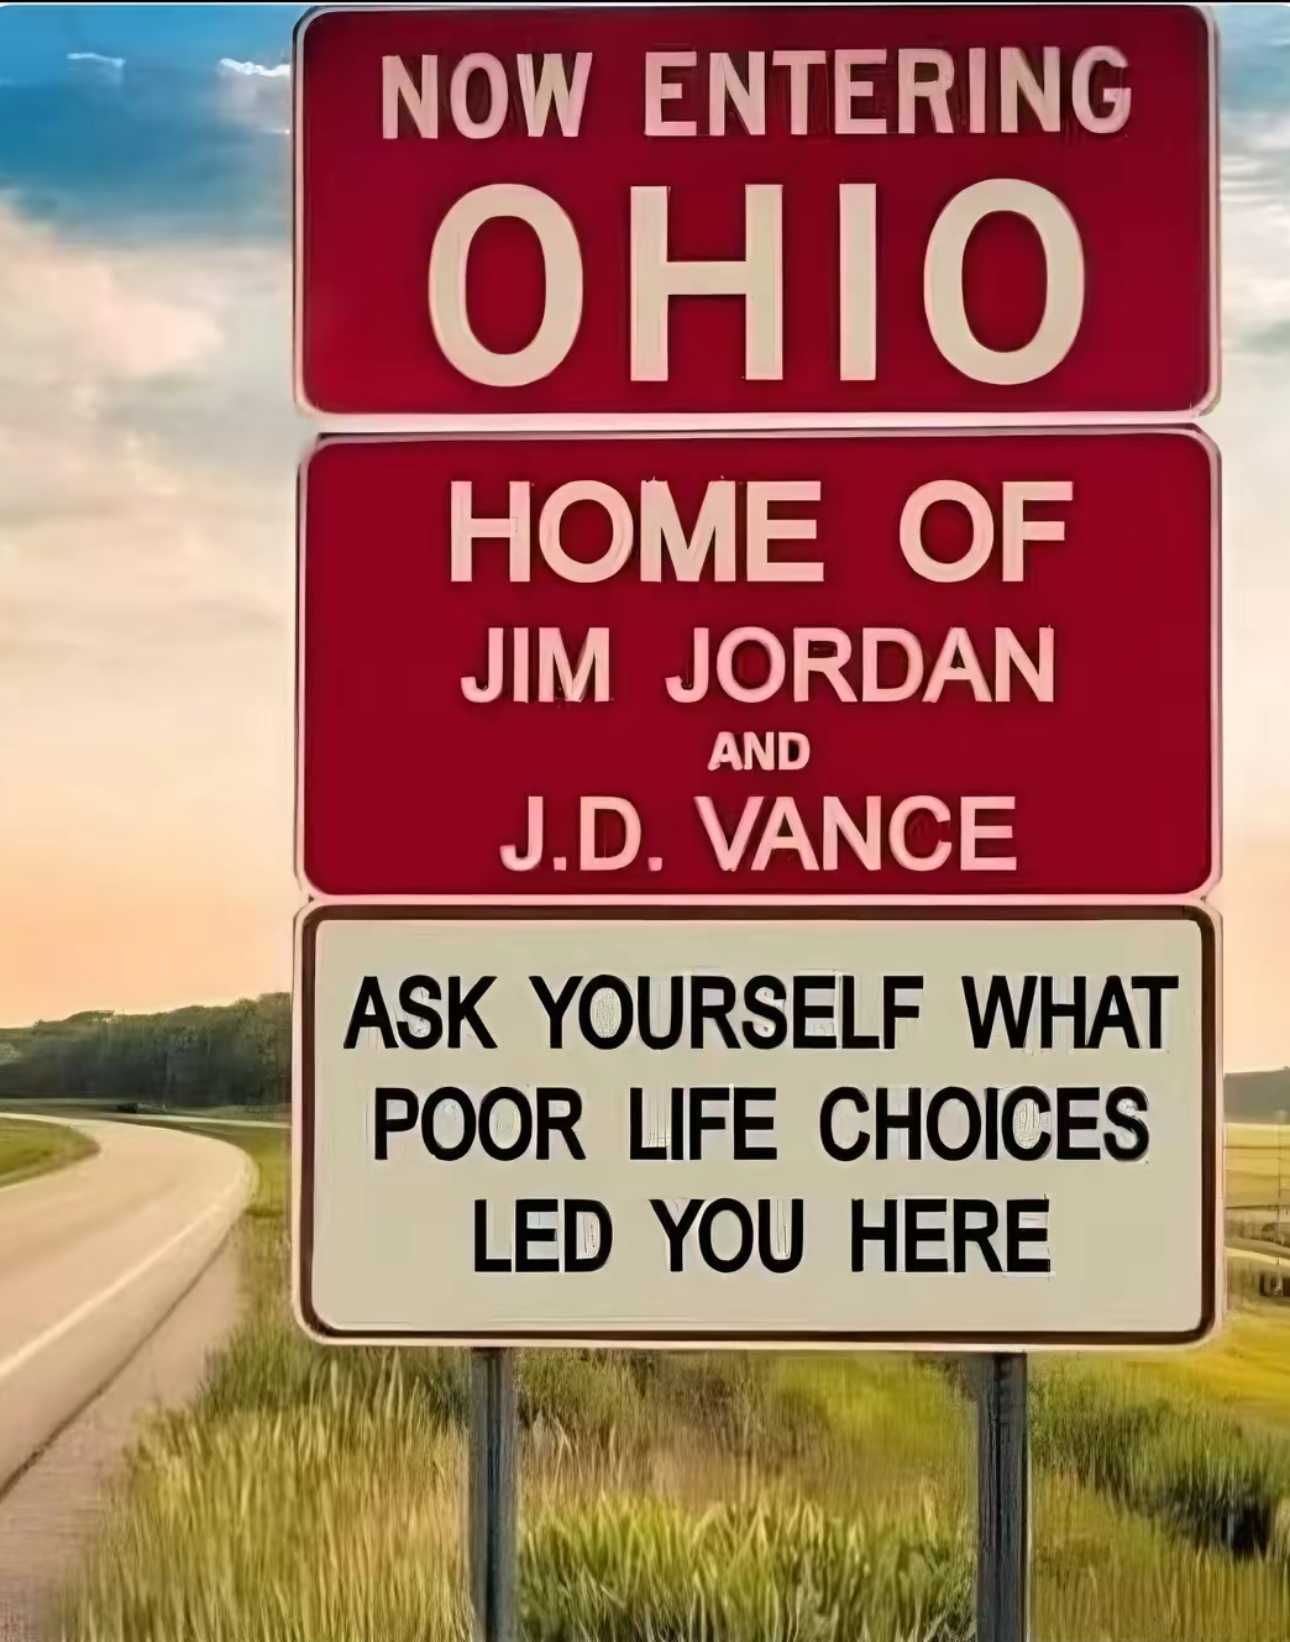 NOW ENTERING
OHIO
HOME OF
JIM JORDAN
AND
J.D. VANCE
ASK YOURSELF WHAT
POOR LIFE CHOICES
LED YOU HERE